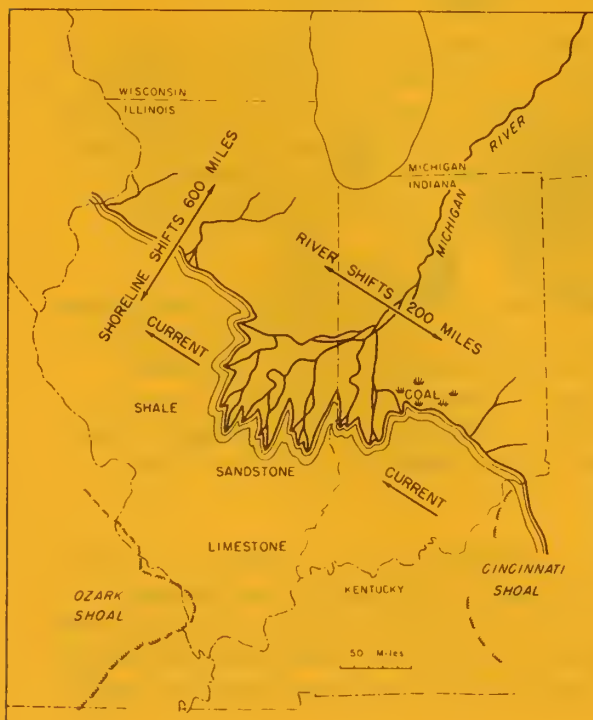 WISCONSIN
ILLINOIS
MICHIGAN
INDIANA
RIVER
MICHIGAN
SHORELINE SHIFTS 600 MILES
RIVER SHIFTS 200 MILES
CURRENT
COAL
SHALE
SANDSTONE
CURRENT
LIMESTONE
OZARK
SHOAL
KENTUCKY
CINCINNATI
SHOAL
50 Miles